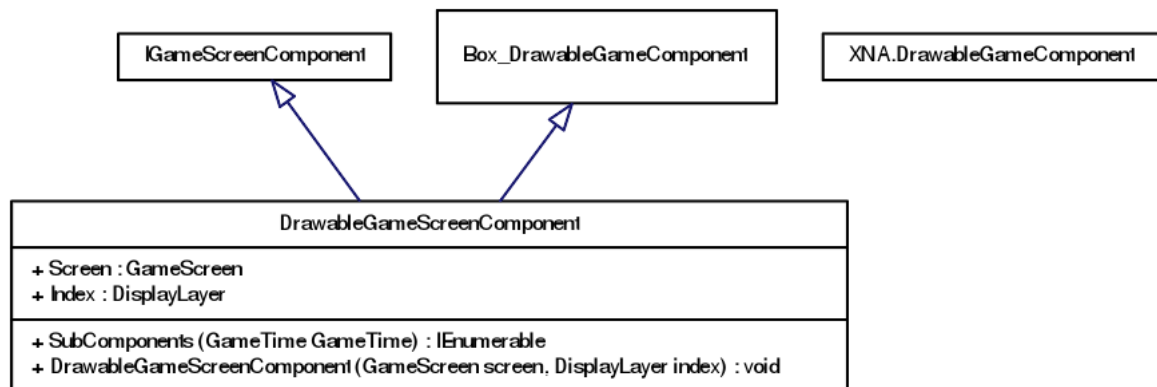 IGameScreenComponent
Box_DrawableGameComponent
XNA.DrawableGameComponent
DrawableGameScreenComponent
+ Screen : GameScreen
+ Index : DisplayLayer
+ SubComponents (GameTime GameTime) : IEnumerable
+ DrawableGameScreenComponent(GameScreen screen, DisplayLayer index) : void